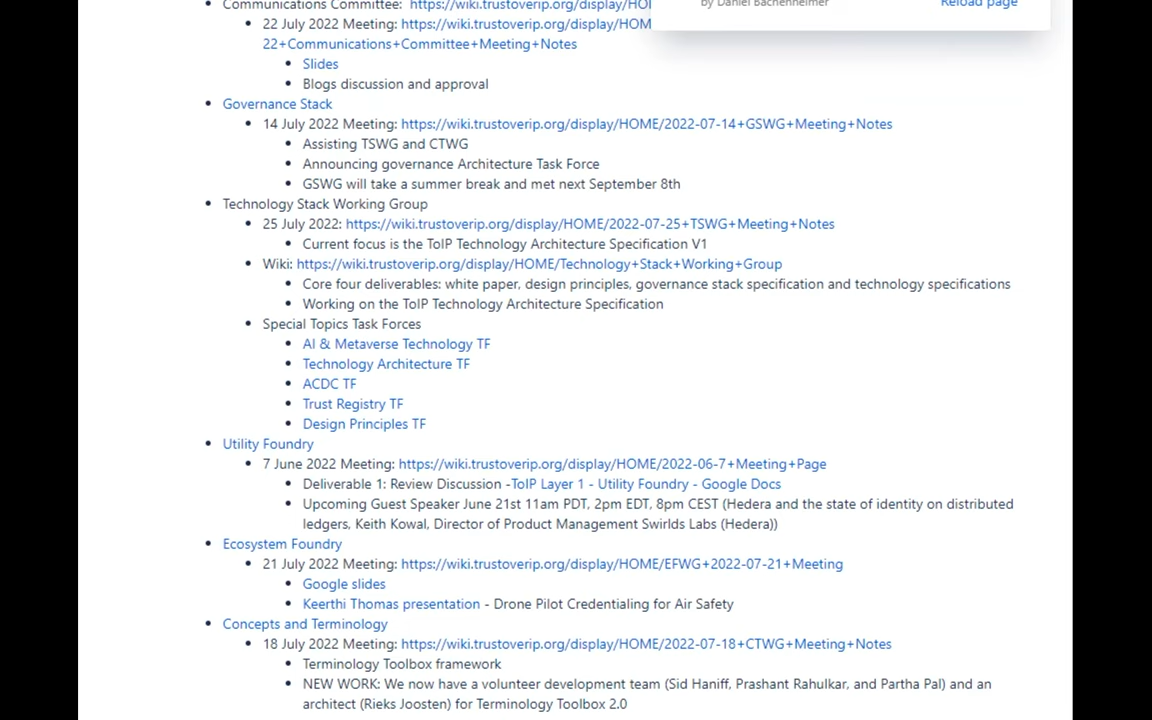 by Daniel Bachenheimer
Reload page
Communications Committee: https://wiki.trustoverip.org/display/HO
22 July 2022 Meeting: https://wiki.trustoverip.org/display/HOM
22+Communications+Committee+Meeting+Notes
Slides
Blogs discussion and approval
Governance Stack
14 July 2022 Meeting: https://wiki.trustoverip.org/display/HOME/2022-07-14+GSWG+Meeting+Notes
Assisting TSWG and CTWG
Announcing governance Architecture Task Force
GSWG will take a summer break and met next September 8th
Technology Stack Working Group
25 July 2022: https://wiki.trustoverip.org/display/HOME/2022-07-25+TSWG+Meeting+Notes
Current focus is the ToIP Technology Architecture Specification V1
Wiki: https://wiki.trustoverip.org/display/HOME/Technology+Stack+Working+Group
Core four deliverables: white paper, design principles, governance stack specification and technology specifications
Working on the ToIP Technology Architecture Specification
Special Topics Task Forces
AI & Metaverse Technology TF
Technology Architecture TF
ACDC TF
Trust Registry TF
Design Principles TF
Utility Foundry
7 June 2022 Meeting: https://wiki.trustoverip.org/display/HOME/2022-06-7+Meeting+Page
Deliverable 1: Review Discussion -ToIP Layer 1 - Utility Foundry - Google Docs
Upcoming Guest Speaker June 21st 11am PDT, 2pm EDT, 8pm CEST (Hedera and the state of identity on distributed
ledgers, Keith Kowal, Director of Product Management Swirlds Labs (Hedera))
Ecosystem Foundry
21 July 2022 Meeting: https://wiki.trustoverip.org/display/HOME/EFWG+2022-07-21+Meeting
Google slides
Keerthi Thomas presentation - Drone Pilot Credentialing for Air Safety
Concepts and Terminology
18 July 2022 Meeting: https://wiki.trustoverip.org/display/HOME/2022-07-18+CTWG+Meeting+Notes
Terminology Toolbox framework
NEW WORK: We now have a volunteer development team (Sid Haniff, Prashant Rahulkar, and Partha Pal) and an
architect (Rieks Joosten) for Terminology Toolbox 2.0